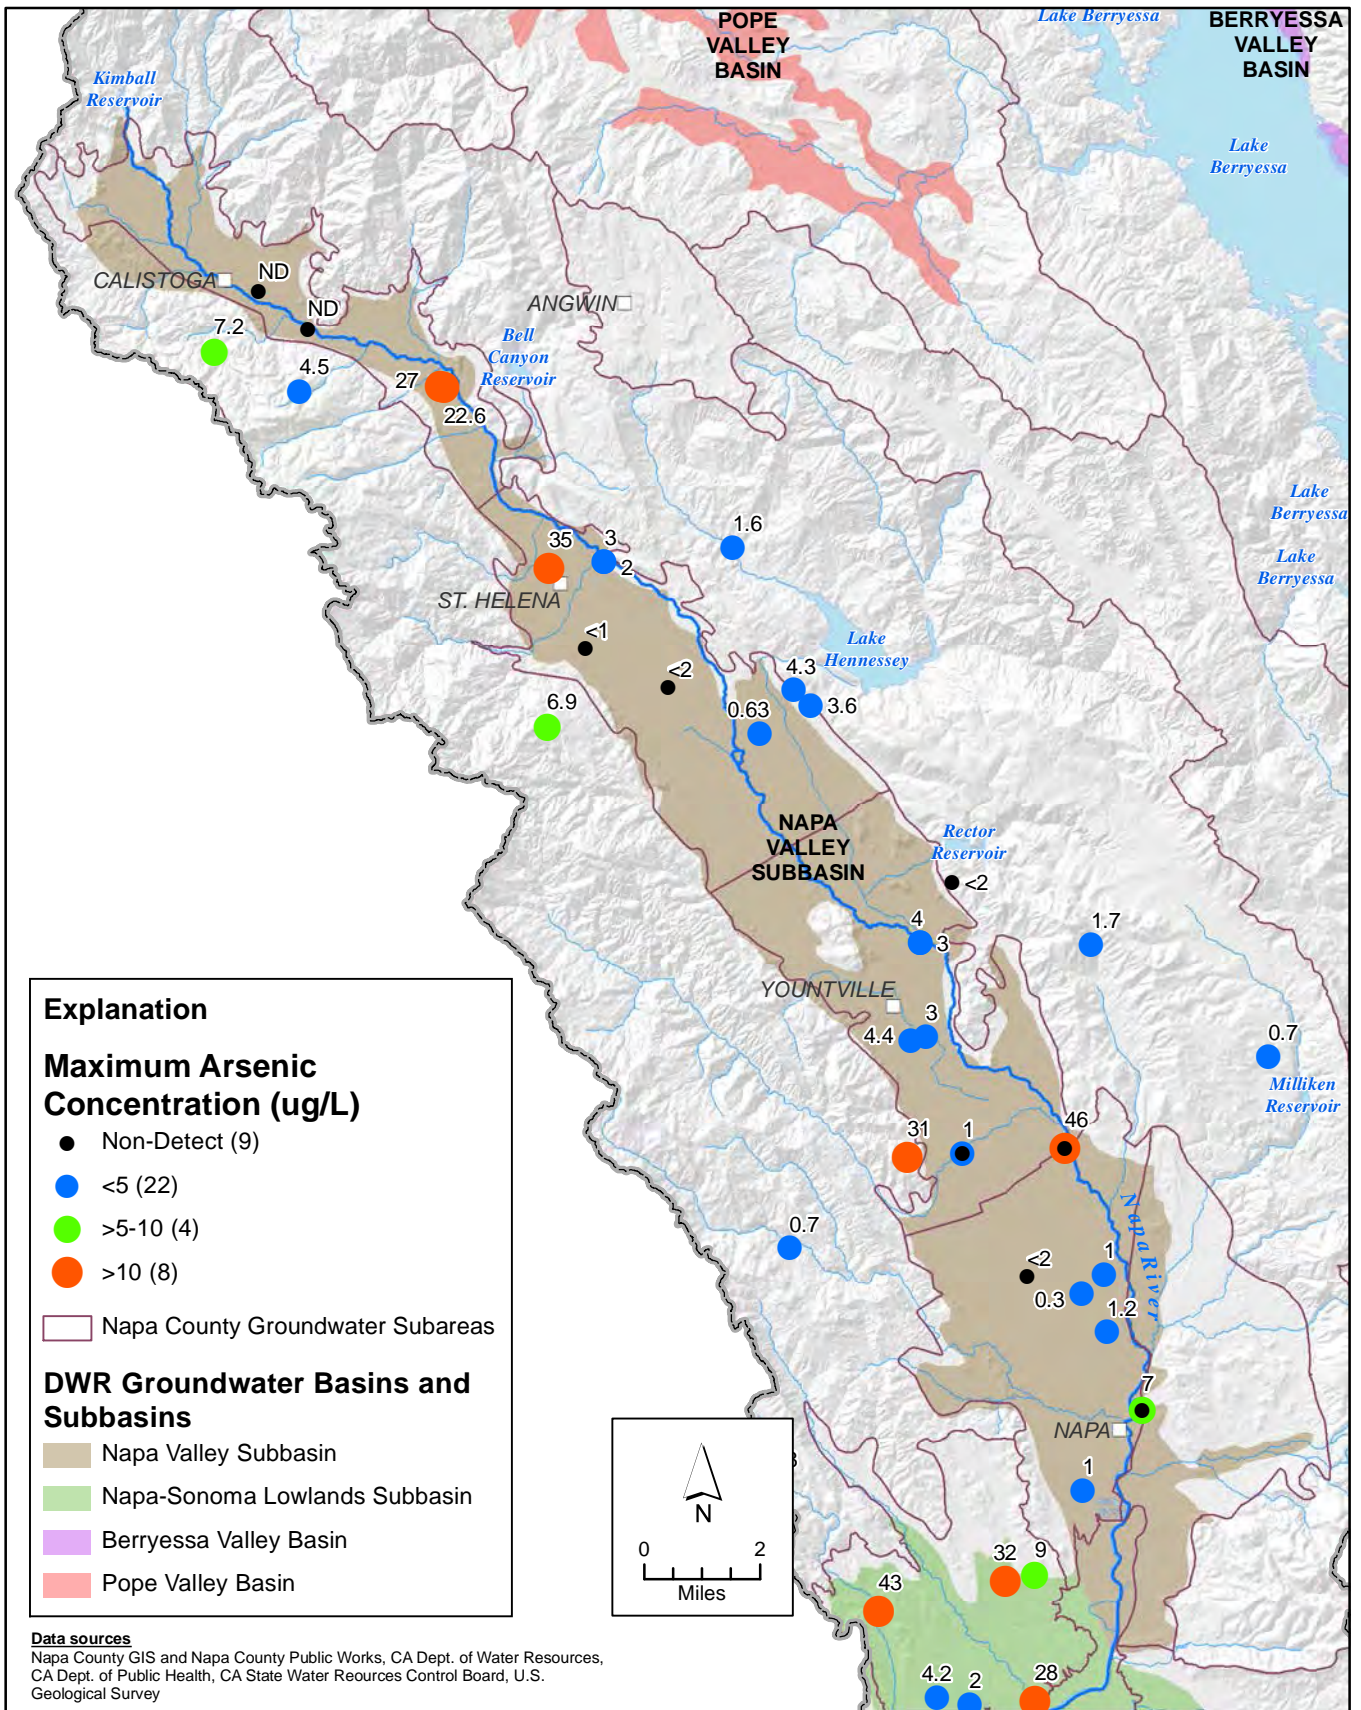 POPE
VALLEY
BASIN
Lake Berryessa
BERRYESSA
VALLEY
BASIN
Kimball
Reservoir
Lake
Berryessa
CALISTOGA
ND
ND
ANGWIN
7.2
4.5
Bell
Canyon
Reservoir
27
22.6
Lake
Berryessa
Lake
Berryessa
1.6
35
3
2
ST. HELENA
<1
<2
Lake
Hennessey
4.3
3.6
0.63
6.9
NAPA
VALLEY
SUBBASIN
Rector
Reservoir
<2
4
3
1.7
YOUNTVILLE
3
4.4
0.7
Milliken
Reservoir
31
1
46
Napa River
0.7
<2
1
0.3
1.2
7
NAPA
1
32
9
43
4.2
2
28
Explanation
Maximum Arsenic
Concentration (ug/L)
Non-Detect (9)
<5 (22)
>5-10 (4)
>10 (8)
Napa County Groundwater Subareas
DWR Groundwater Basins and
Subbasins
Napa Valley Subbasin
Napa-Sonoma Lowlands Subbasin
Berryessa Valley Basin
Pope Valley Basin
N
0 2
Miles
Data sources
Napa County GIS and Napa County Public Works, CA Dept. of Water Resources,
CA Dept. of Public Health, CA State Water Reources Control Board, U.S.
Geological Survey